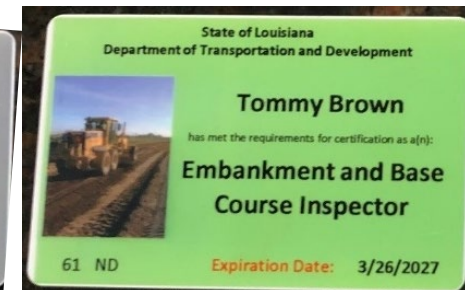 State of Louisiana
Department of Transportation and Development
Tommy Brown
has met the requirements for certification as a(n):
Embankment and Base
Course Inspector
61 ND
Expiration Date: 3/26/2027